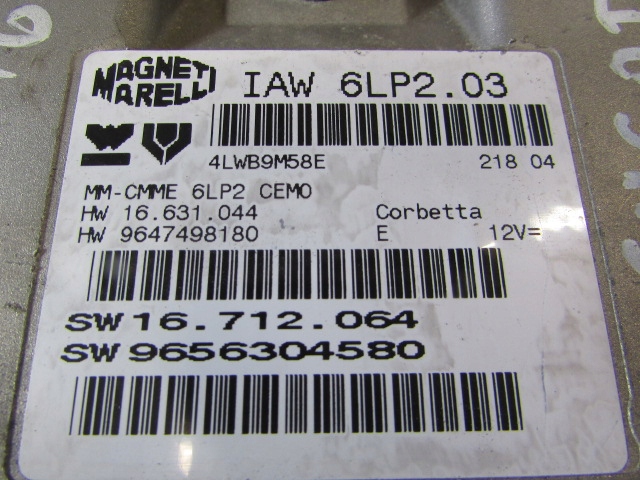 MAGNETI
MARELLI
IAW 6LP2.03
4LWB9M58E 218 04
MM-CMME 6LP2 CEMO
HW 16.631.044 Corbetta
HW 9647498180 E 12V=
SW 16.712.064
SW 9656304580